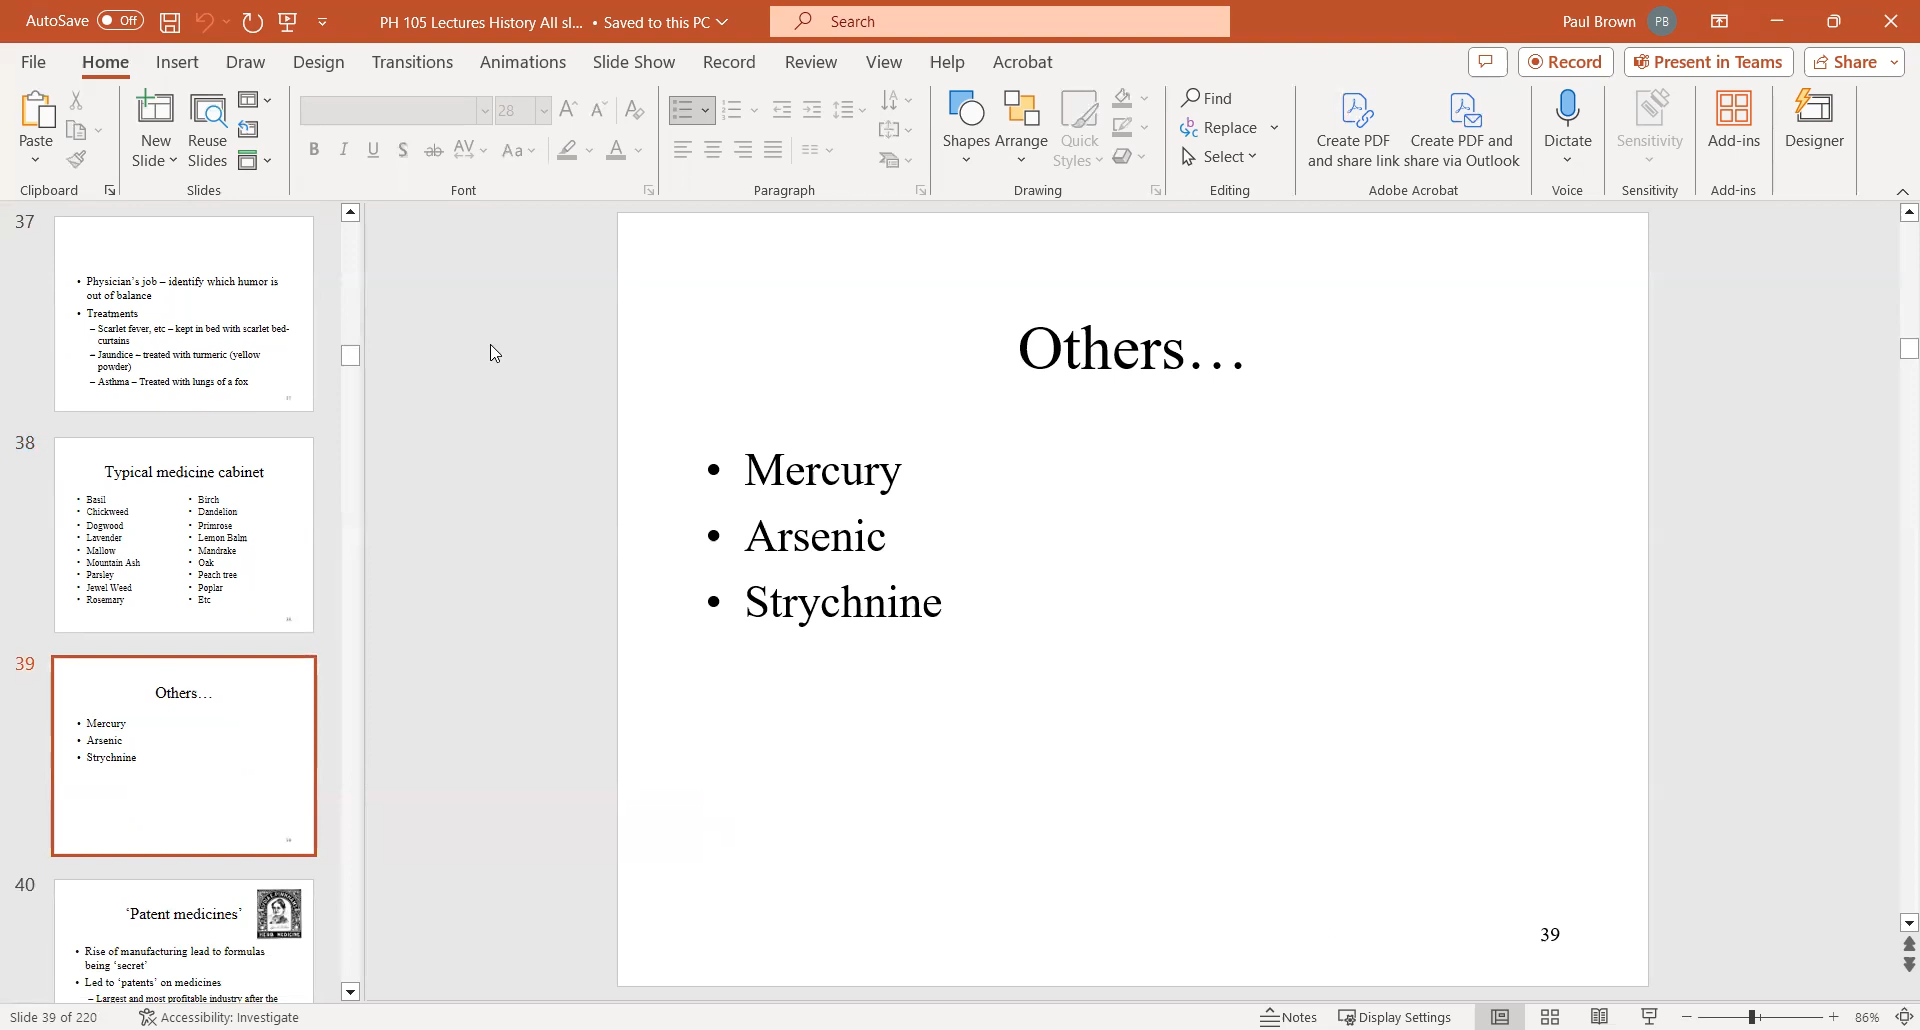 AutoSave Off PH 105 Lectures History All sl... • Saved to this PC Search Paul Brown PB
File Home Insert Draw Design Transitions Animations Slide Show Record Review View Help Acrobat Record Present in Teams Share
Paste
New
Slide
Reuse
Slides
28
B I U S ab AV Aa A
Shapes
Arrange
Quick
Styles
Find
Replace
Select
Create PDF
and share link
Create PDF and
share via Outlook
Dictate
Sensitivity
Add-ins
Designer
Clipboard Slides Font Paragraph Drawing Editing Adobe Acrobat Voice Sensitivity Add-ins
37
• Physician's job – identify which humor is
out of balance
• Treatments
– Scarlet fever, etc – kept in bed with scarlet bed-
curtains
– Jaundice – treated with turmeric (yellow
powder)
– Asthma – Treated with lungs of a fox
38
Typical medicine cabinet
• Basil
• Chickweed
• Dogwood
• Lavender
• Mallow
• Mountain Ash
• Parsley
• Jewel Weed
• Rosemary
• Birch
• Dandelion
• Primrose
• Lemon Balm
• Mandrake
• Oak
• Peach tree
• Poplar
• Etc
39
Others…
• Mercury
• Arsenic
• Strychnine
40
'Patent medicines'
HERB MEDICINE
• Rise of manufacturing lead to formulas
being 'secret'
• Led to 'patents' on medicines
– Largest and most profitable industry after the
Others…
• Mercury
• Arsenic
• Strychnine
39
Slide 39 of 220 Accessibility: Investigate Notes Display Settings 86%